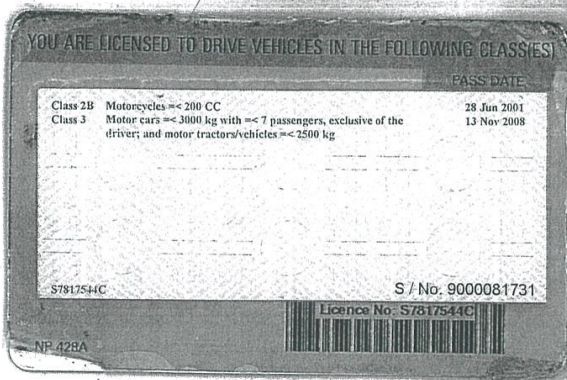 YOU ARE LICENSED TO DRIVE VEHICLES IN THE FOLLOWING CLASS(ES)
PASS DATE
Class 2B Motorcycles =< 200 CC 28 Jun 2001
Class 3 Motor cars =< 3000 kg with =< 7 passengers, exclusive of the 13 Nov 2008
driver; and motor tractors/vehicles =< 2500 kg
S7817544C S / No. 9000081731
Licence No: S7817544C
NP 428A